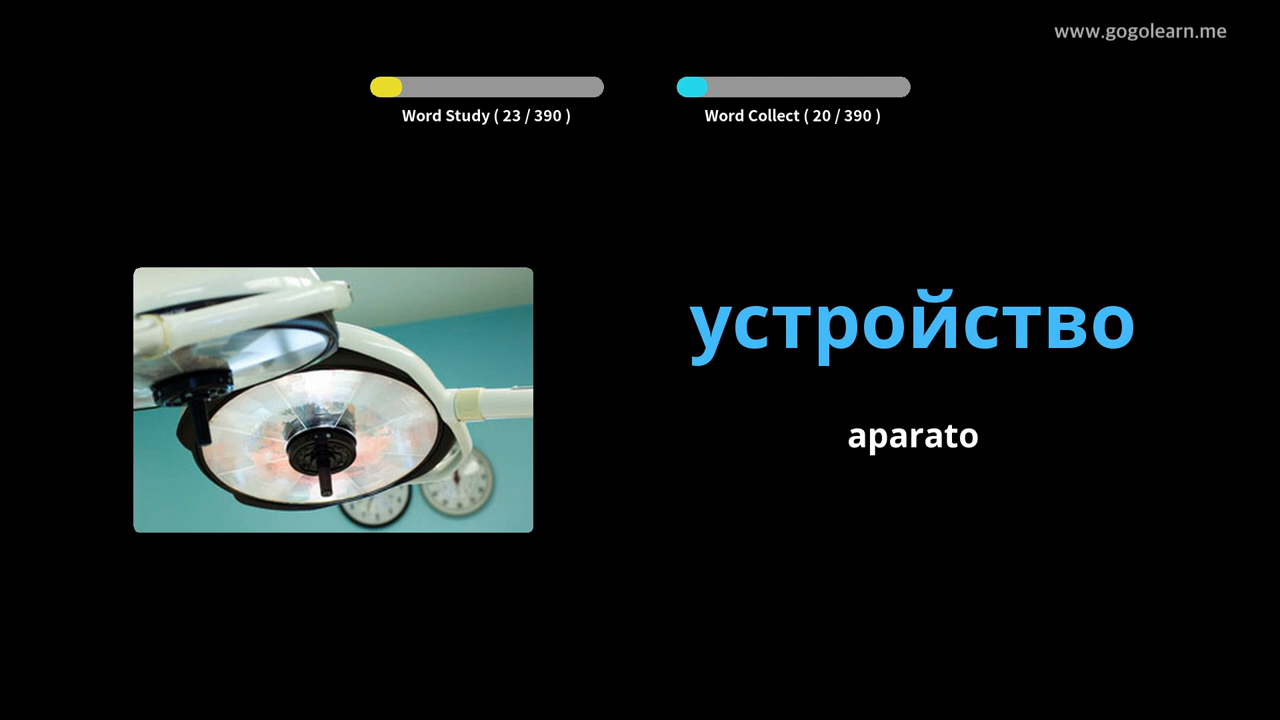 www.gogolearn.me
Word Study ( 23 / 390 )
Word Collect ( 20 / 390 )
устройство
aparato